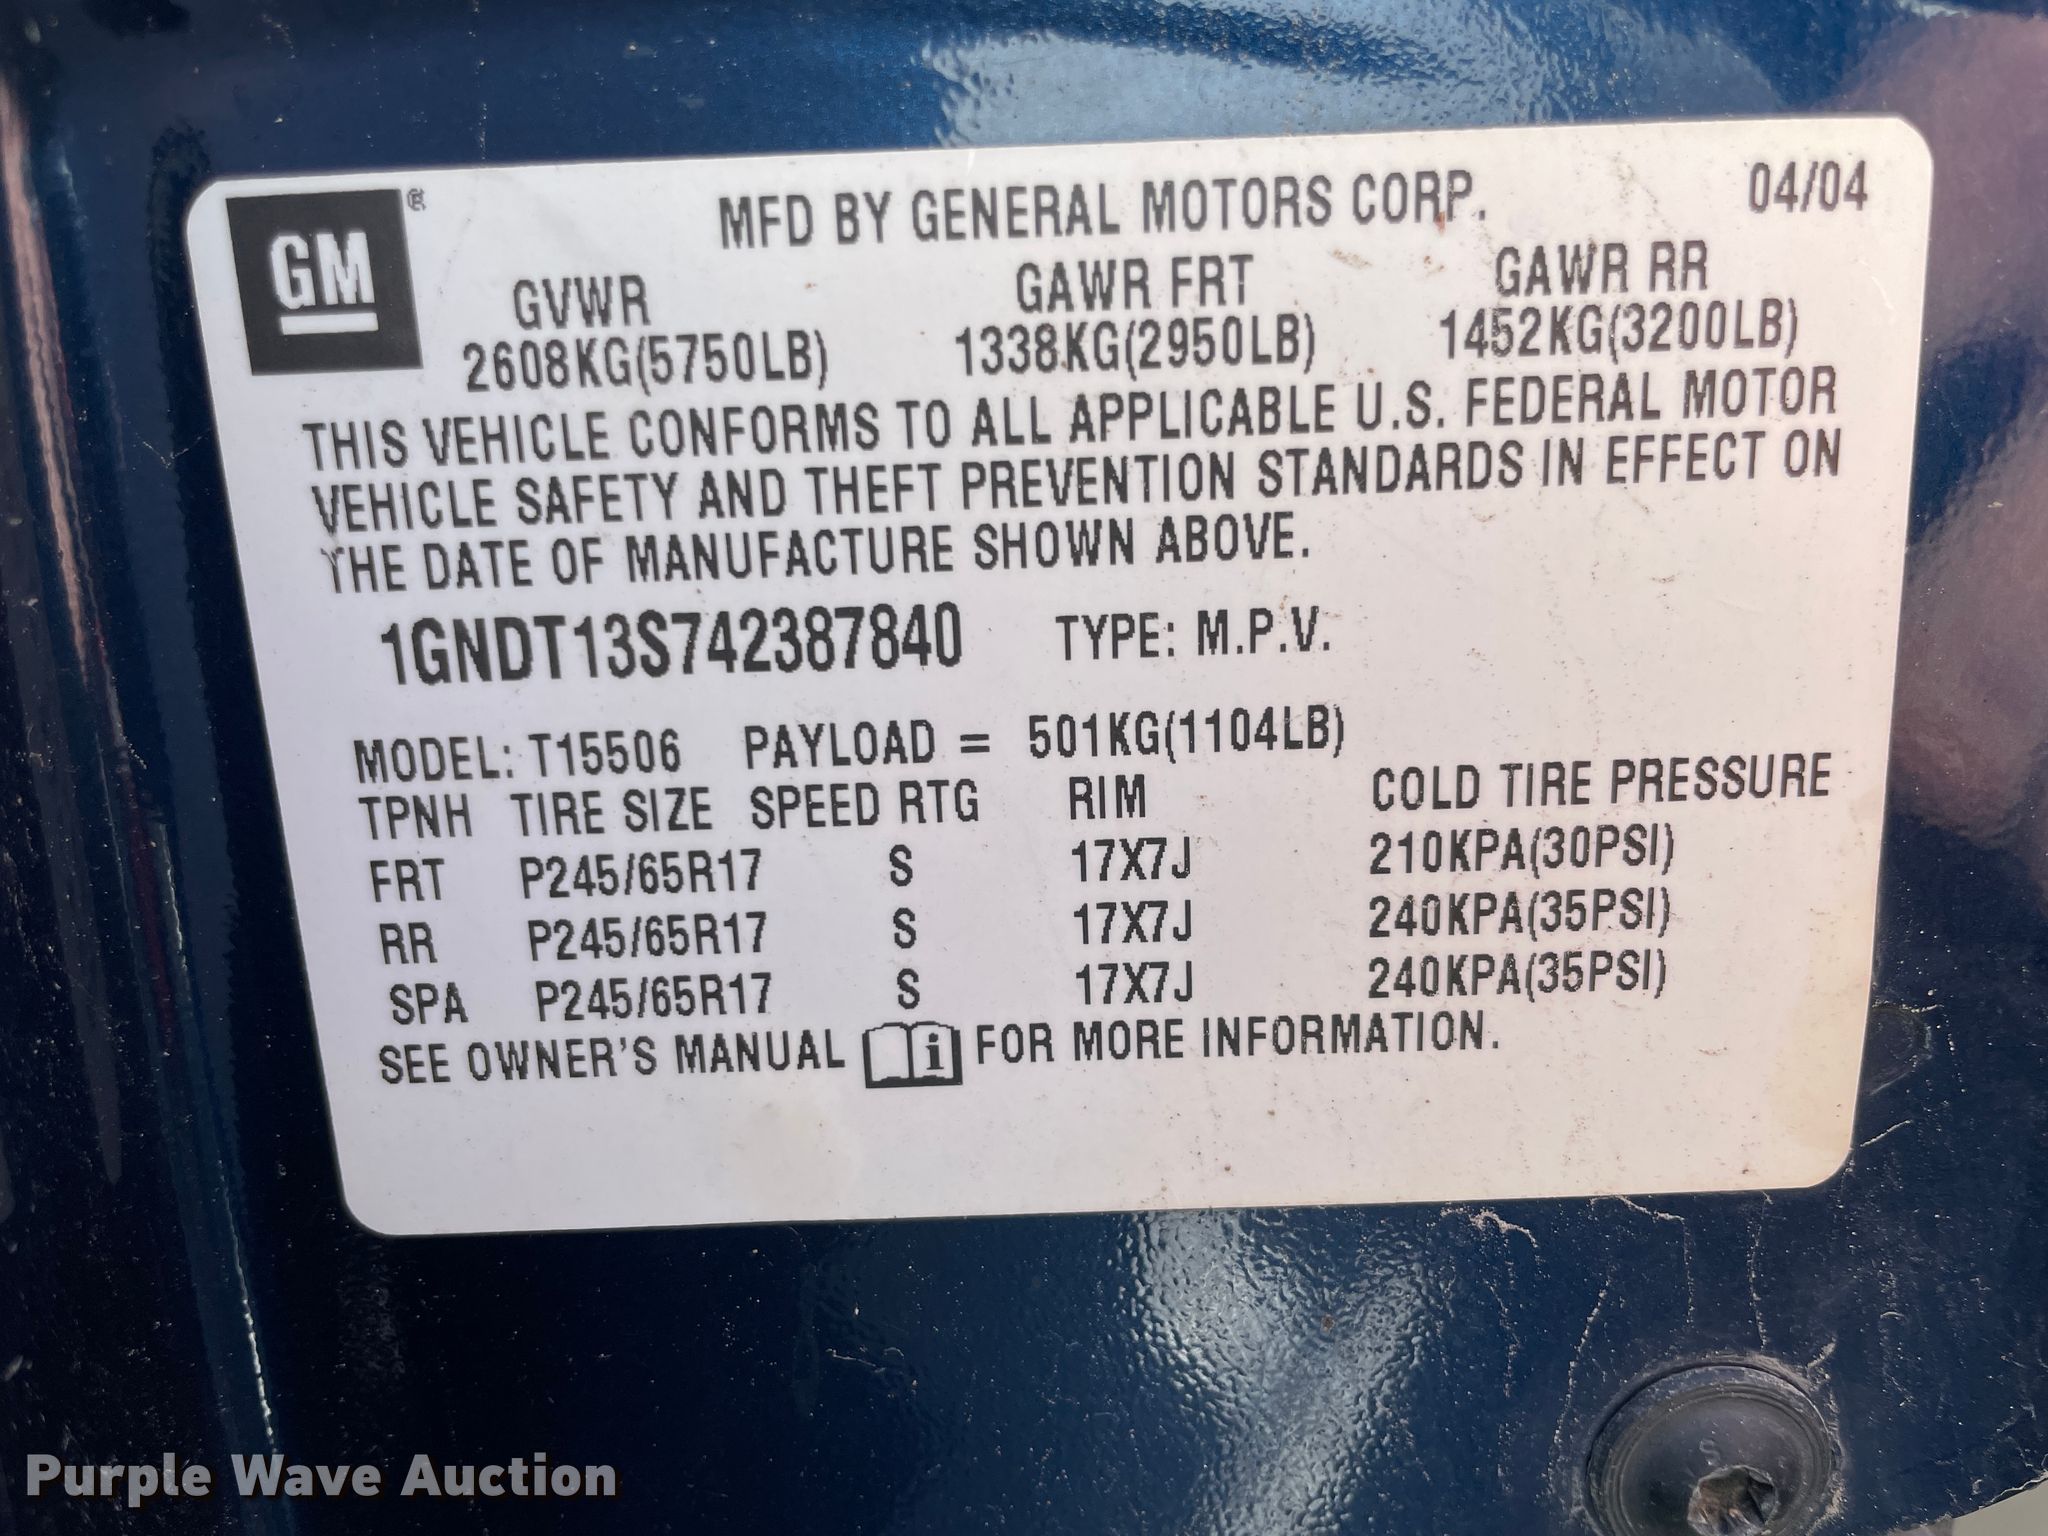 GM®
MFD BY GENERAL MOTORS CORP. 04/04
GVWR GAWR FRT GAWR RR
2608KG(5750LB) 1338KG(2950LB) 1452KG(3200LB)
THIS VEHICLE CONFORMS TO ALL APPLICABLE U.S. FEDERAL MOTOR
VEHICLE SAFETY AND THEFT PREVENTION STANDARDS IN EFFECT ON
THE DATE OF MANUFACTURE SHOWN ABOVE.
1GNDT13S742387840 TYPE: M.P.V.
MODEL: T15506 PAYLOAD = 501KG(1104LB)
TPNH TIRE SIZE SPEED RTG RIM COLD TIRE PRESSURE
FRT P245/65R17 S 17X7J 210KPA(30PSI)
RR P245/65R17 S 17X7J 240KPA(35PSI)
SPA P245/65R17 S 17X7J 240KPA(35PSI)
SEE OWNER'S MANUAL i FOR MORE INFORMATION.
S
Purple Wave Auction